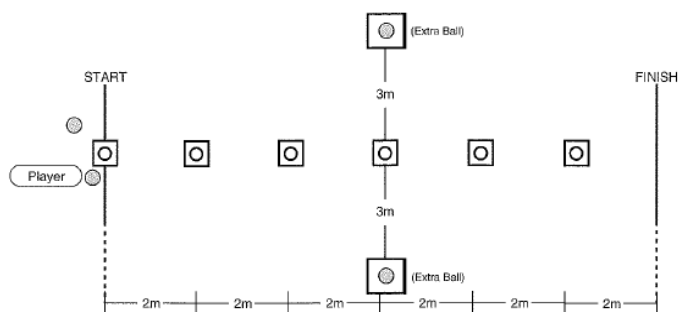 (Extra Ball)
START
FINISH
3m
Player
3m
(Extra Ball)
2m 2m 2m 2m 2m 2m